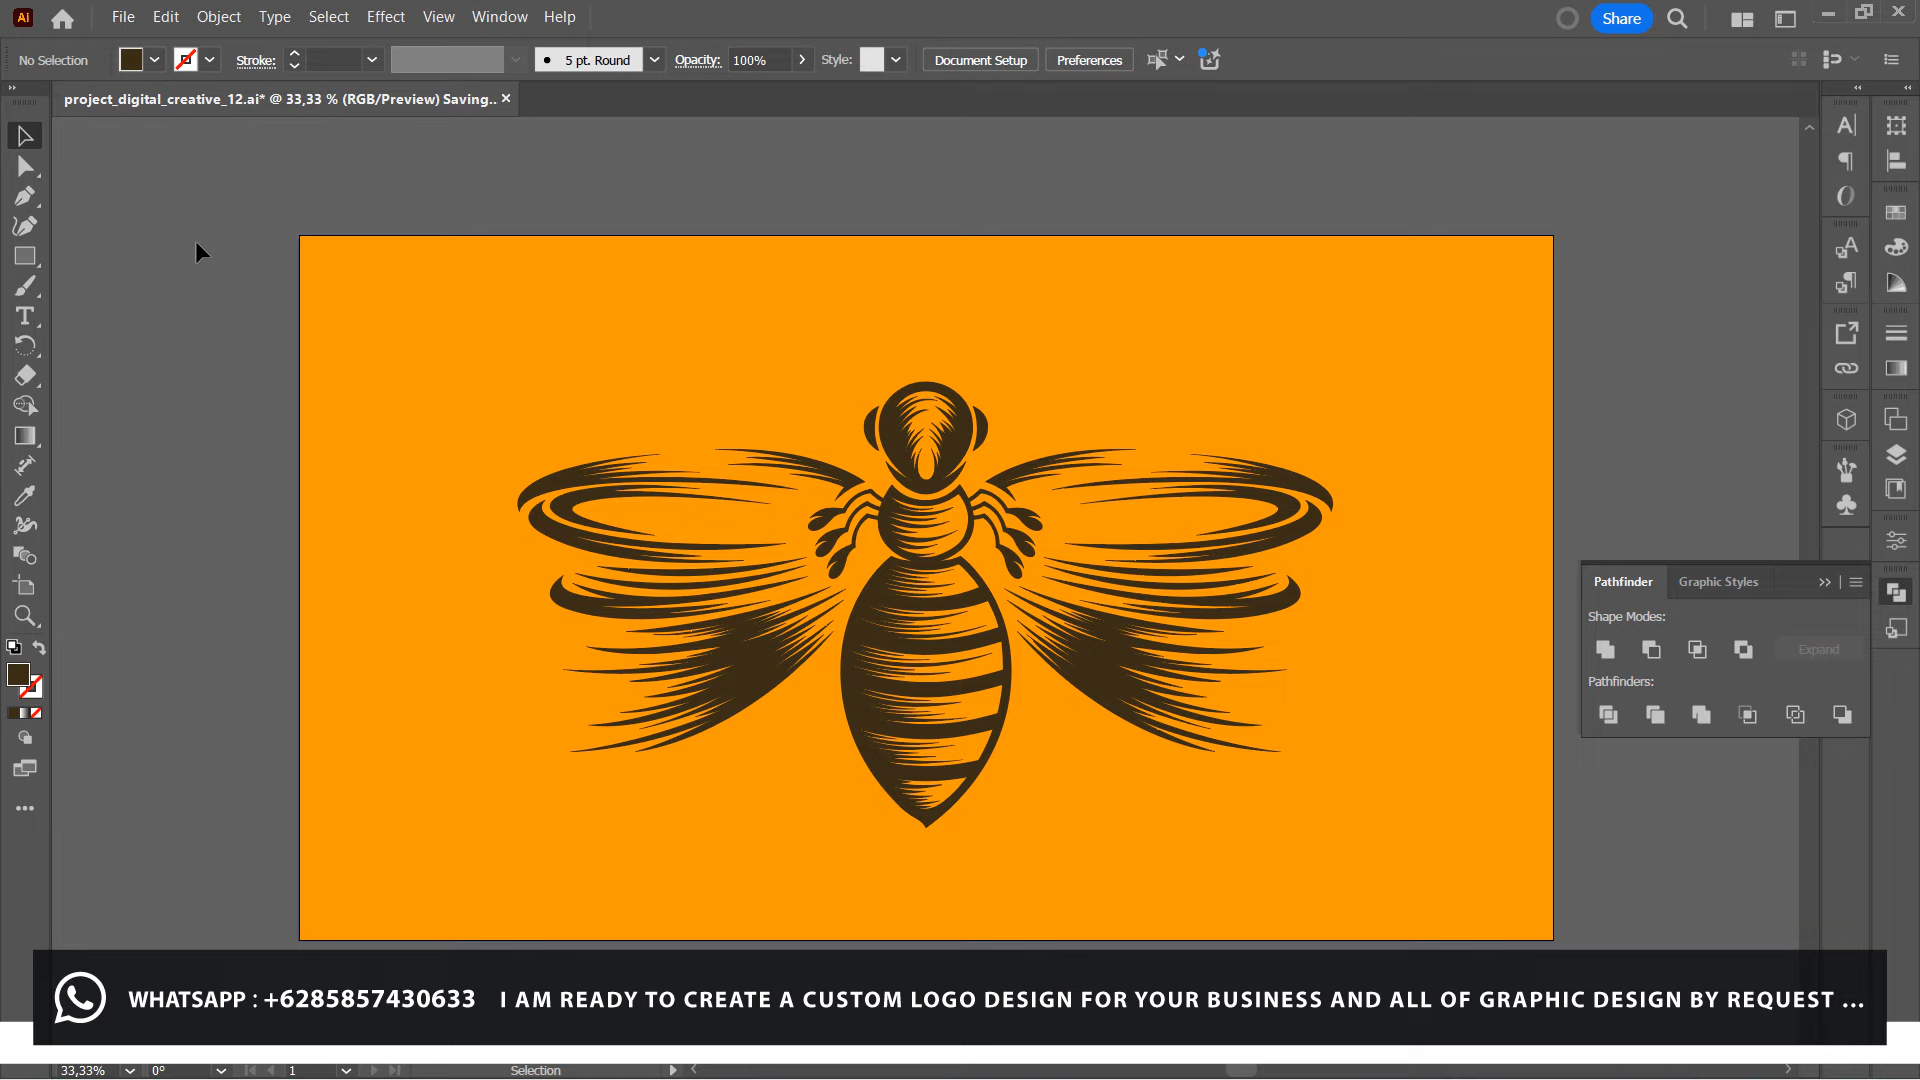 Ai File Edit Object Type Select Effect View Window Help Share
No Selection Stroke: 5 pt. Round Opacity: 100% Style: Document Setup Preferences
project_digital_creative_12.ai* @ 33,33 % (RGB/Preview) Saving..
Pathfinder Graphic Styles
Shape Modes:
Expand
Pathfinders:
WHATSAPP : +6285857430633 I AM READY TO CREATE A CUSTOM LOGO DESIGN FOR YOUR BUSINESS AND ALL OF GRAPHIC DESIGN BY REQUEST ...
33,33% 0° 1 Selection